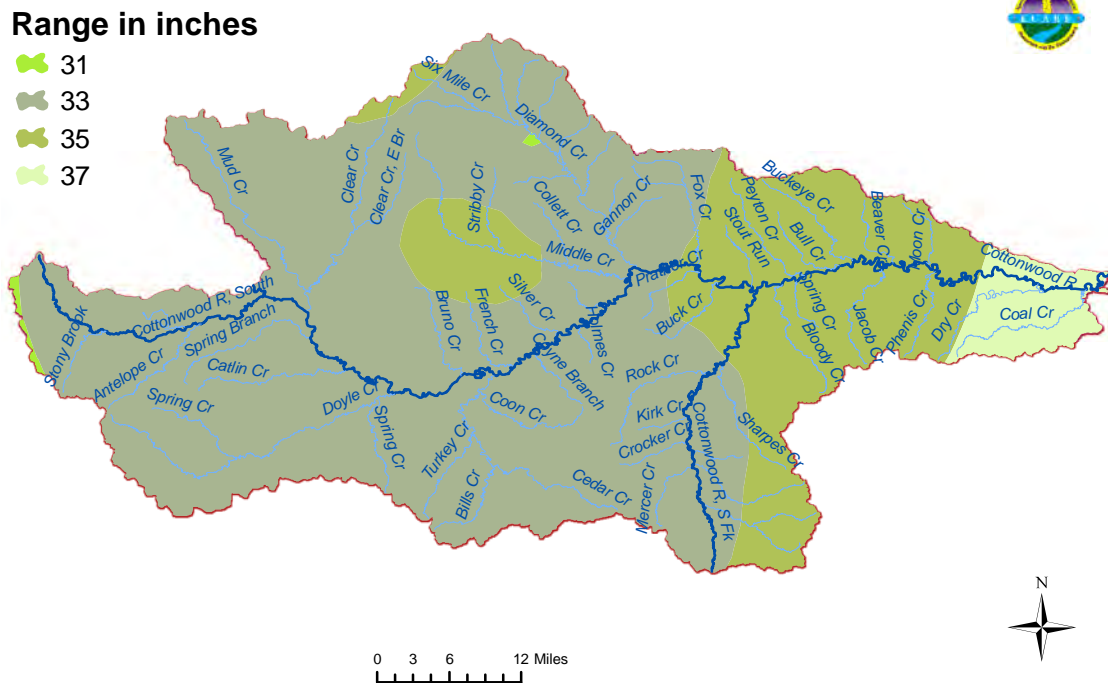 Range in inches
31
33
35
37
Six Mile Cr
Diamond Cr
Mud Cr
Clear Cr
Clear Cr, E Br
Stribby Cr
Collett Cr
Gannon Cr
Fox Cr
Peyton Cr
Buckeye Cr
Stout Run
Bull Cr
Beaver Cr
Moon Cr
Middle Cr
Prather Cr
Cottonwood R
Cottonwood R, South
Stony Brook
Spring Branch
Antelope Cr
Catlin Cr
Spring Cr
Bruno Cr
French Cr
Silver Cr
Holmes Cr
Buck Cr
Coyne Branch
Spring Cr
Bloody Cr
Jacob Cr
Phenis Cr
Dry Cr
Coal Cr
Doyle Cr
Spring Cr
Coon Cr
Turkey Cr
Bills Cr
Rock Cr
Kirk Cr
Crocker Cr
Cottonwood R, S Fk
Sharpes Cr
Cedar Cr
Mercer Cr
N
0 3 6 12 Miles